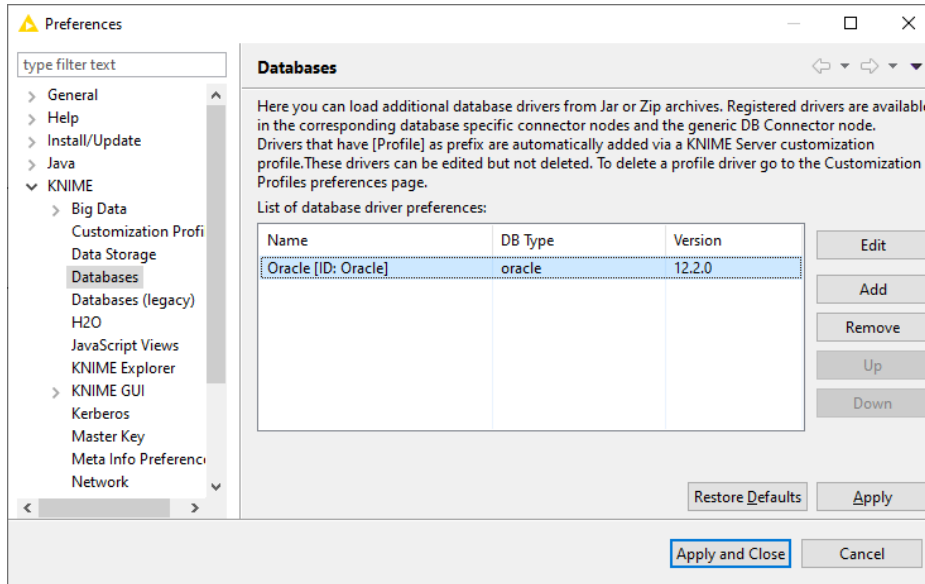 Preferences
type filter text
General
Help
Install/Update
Java
KNIME
Big Data
Customization Profi
Data Storage
Databases
Databases (legacy)
H2O
JavaScript Views
KNIME Explorer
KNIME GUI
Kerberos
Master Key
Meta Info Preferenc
Network
Databases
Here you can load additional database drivers from Jar or Zip archives. Registered drivers are available
in the corresponding database specific connector nodes and the generic DB Connector node.
Drivers that have [Profile] as prefix are automatically added via a KNIME Server customization
profile.These drivers can be edited but not deleted. To delete a profile driver go to the Customization
Profiles preferences page.
List of database driver preferences:
Name DB Type Version
Oracle [ID: Oracle] oracle 12.2.0
Edit
Add
Remove
Up
Down
Restore Defaults Apply
Apply and Close Cancel